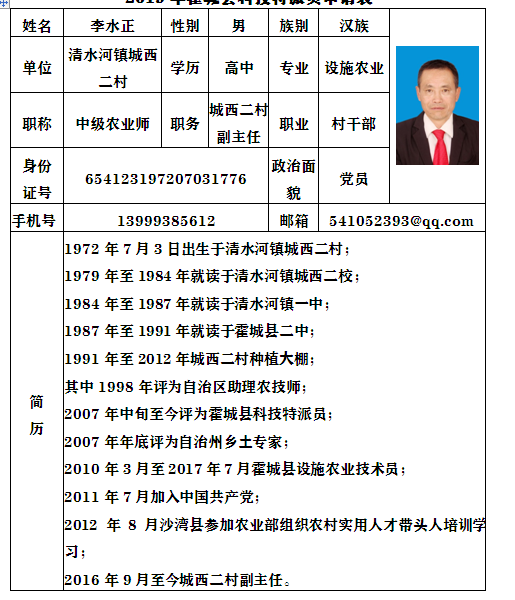 姓名 李水正 性别 男 族别 汉族
单位 清水河镇城西二村 学历 高中 专业 设施农业
职称 中级农业师 职务 城西二村副主任 职业 村干部
身份证号 654123197207031776 政治面貌 党员
手机号 13999385612 邮箱 541052393@qq.com
简历
1972 年 7 月 3 日出生于清水河镇城西二村；
1979 年至 1984 年就读于清水河镇城西二校；
1984 年至 1987 年就读于清水河镇一中；
1987 年至 1991 年就读于霍城县二中；
1991 年至 2012 年城西二村种植大棚；
其中 1998 年评为自治区助理农技师；
2007 年中旬至今评为霍城县科技特派员；
2007 年年底评为自治州乡土专家；
2010 年 3 月至 2017 年 7 月霍城县设施农业技术员；
2011 年 7 月加入中国共产党；
2012 年 8 月沙湾县参加农业部组织农村实用人才带头人培训学
习；
2016 年 9 月至今城西二村副主任。